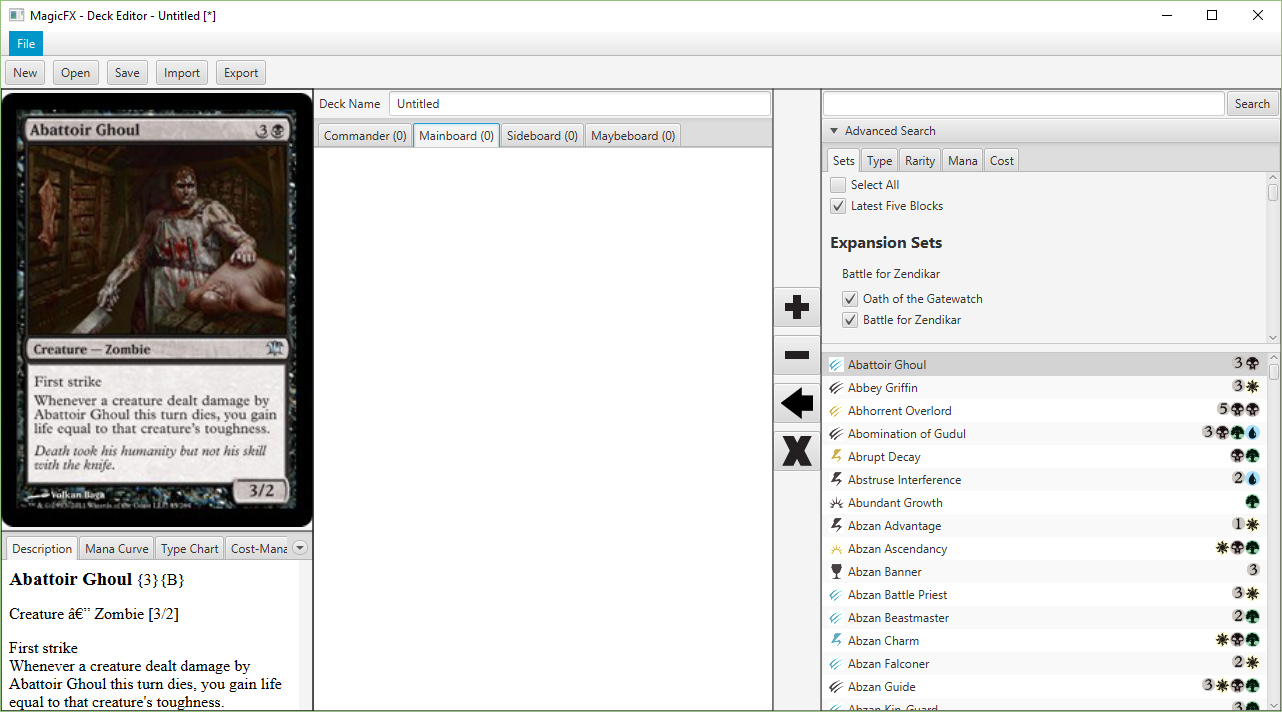 MagicFX - Deck Editor - Untitled [*]
File
New Open Save Import Export
Abattoir Ghoul 3
Creature — Zombie
First strike
Whenever a creature dealt damage by
Abattoir Ghoul this turn dies, you gain
life equal to that creature's toughness.
Death took his humanity but not his skill
with the knife.
Volkan Baga
3/2
Description Mana Curve Type Chart Cost-Mana
Abattoir Ghoul {3}{B}
Creature â€” Zombie [3/2]
First strike
Whenever a creature dealt damage by
Abattoir Ghoul this turn dies, you gain life
equal to that creature's toughness.
Deck Name Untitled
Commander (0) Mainboard (0) Sideboard (0) Maybeboard (0)
Search
Advanced Search
Sets Type Rarity Mana Cost
Select All
Latest Five Blocks
Expansion Sets
Battle for Zendikar
Oath of the Gatewatch
Battle for Zendikar
Abattoir Ghoul 3
Abbey Griffin 3
Abhorrent Overlord 5
Abomination of Gudul 3
Abrupt Decay
Abstruse Interference 2
Abundant Growth
Abzan Advantage 1
Abzan Ascendancy
Abzan Banner 3
Abzan Battle Priest 3
Abzan Beastmaster 2
Abzan Charm
Abzan Falconer 2
Abzan Guide 3
Abzan Kin-Guard 3